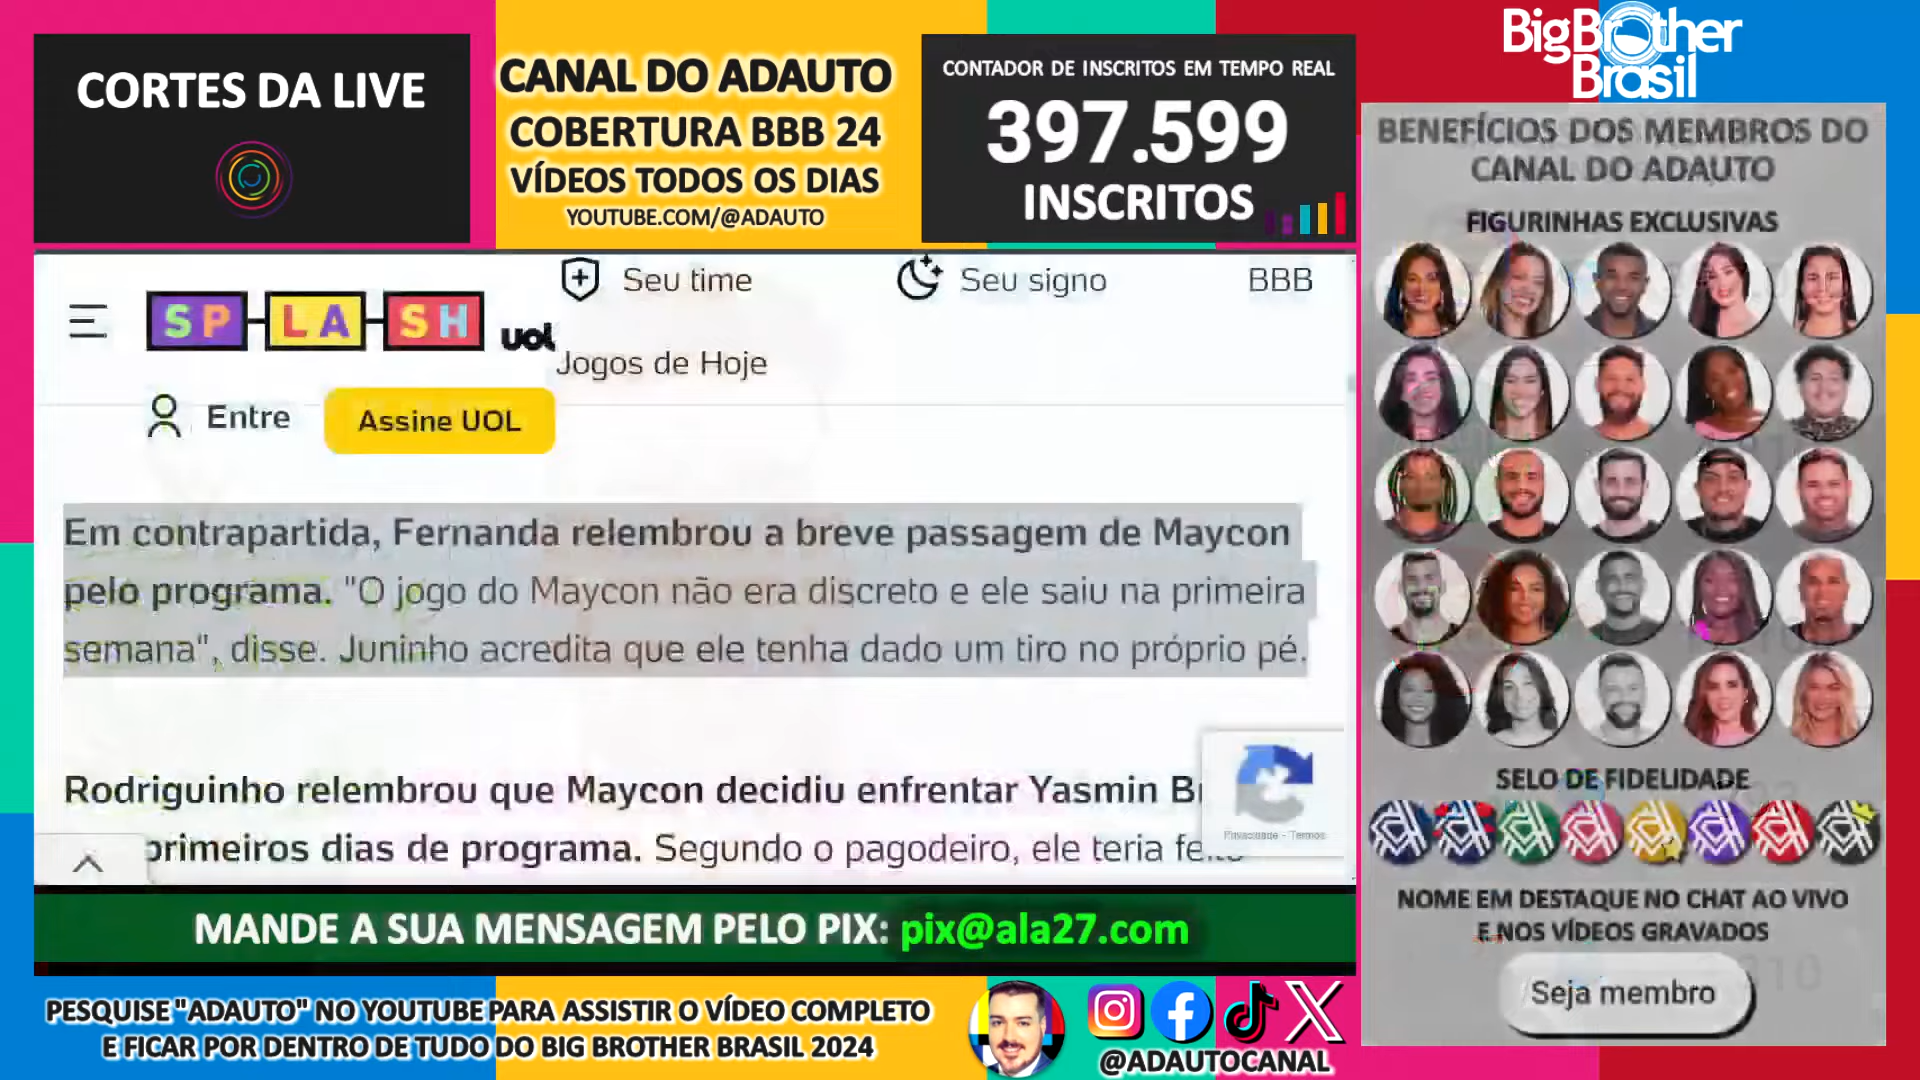 CORTES DA LIVE
CANAL DO ADAUTO
COBERTURA BBB 24
VÍDEOS TODOS OS DIAS
YOUTUBE.COM/@ADAUTO
CONTADOR DE INSCRITOS EM TEMPO REAL
397.599
INSCRITOS
BigBrother
Brasil
BENEFÍCIOS DOS MEMBROS DO
CANAL DO ADAUTO
FIGURINHAS EXCLUSIVAS
SELO DE FIDELIDADE
NOME EM DESTAQUE NO CHAT AO VIVO
E NOS VÍDEOS GRAVADOS
Seja membro
Seu time
Seu signo
BBB
SPLASH uol
Jogos de Hoje
Entre
Assine UOL
Em contrapartida, Fernanda relembrou a breve passagem de Maycon
pelo programa. "O jogo do Maycon não era discreto e ele saiu na primeira
semana", disse. Juninho acredita que ele tenha dado um tiro no próprio pé.
Rodriguinho relembrou que Maycon decidiu enfrentar Yasmin
primeiros dias de programa. Segundo o pagodeiro, ele teria feito
Privacidade - Termos
MANDE A SUA MENSAGEM PELO PIX: pix@ala27.com
PESQUISE "ADAUTO" NO YOUTUBE PARA ASSISTIR O VÍDEO COMPLETO
E FICAR POR DENTRO DE TUDO DO BIG BROTHER BRASIL 2024
@ADAUTOCANAL